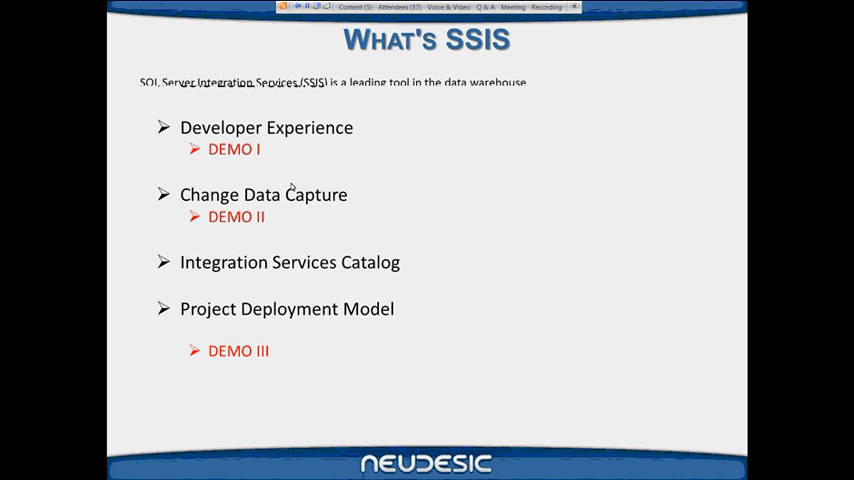 Content (5) Attendees (17) Voice & Video Q & A Meeting Recording
WHAT'S SSIS
SQL Server Integration Services (SSIS) is a leading tool in the data warehouse
Developer Experience
DEMO I
Change Data Capture
DEMO II
Integration Services Catalog
Project Deployment Model
DEMO III
NEUDESIC